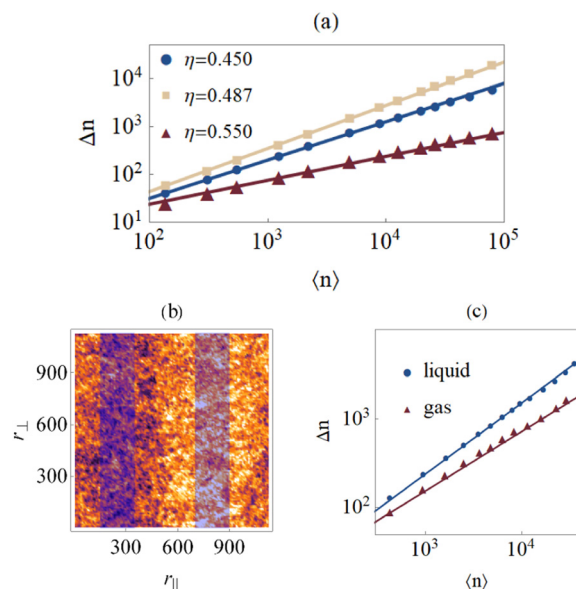 (a)
10⁴
10³
10²
10¹
Δn
η=0.450
η=0.487
η=0.550
10² 10³ 10⁴ 10⁵
⟨n⟩
(b)
900
600
300
r⊥
300 600 900
r||
(c)
10³
10²
Δn
liquid
gas
10³ 10⁴
⟨n⟩